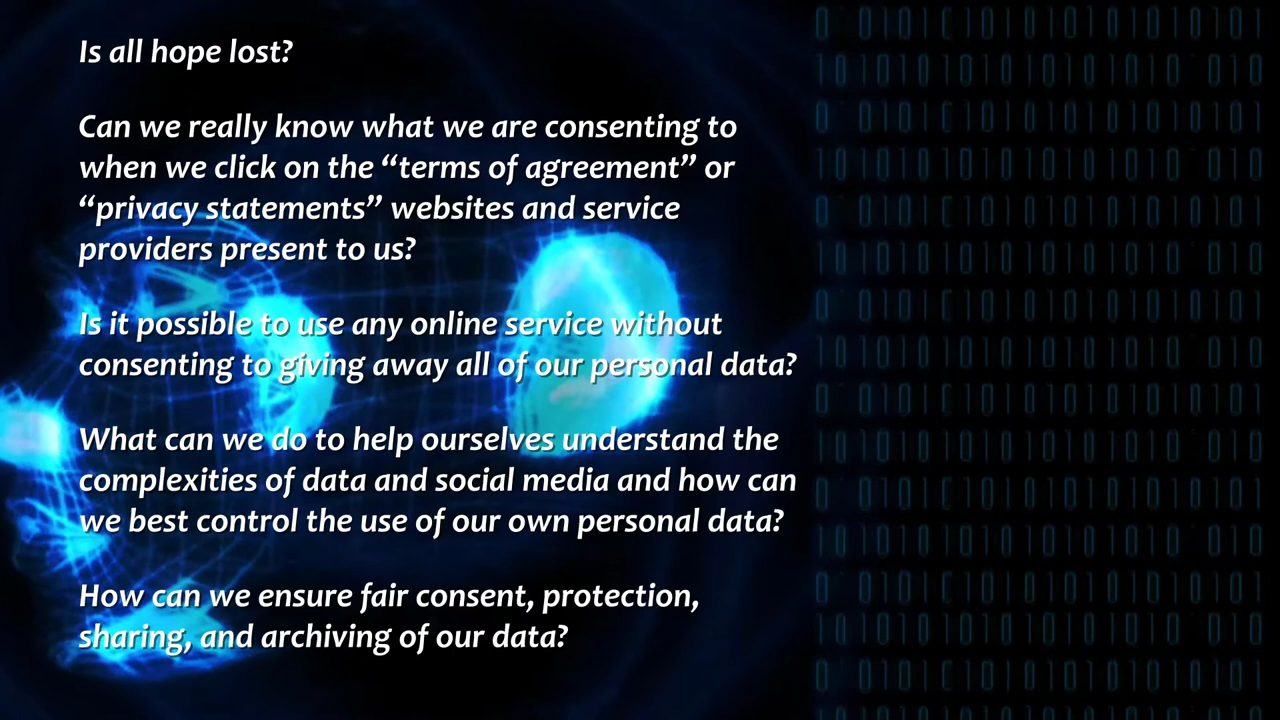 Is all hope lost?
Can we really know what we are consenting to
when we click on the “terms of agreement” or
“privacy statements” websites and service
providers present to us?
Is it possible to use any online service without
consenting to giving away all of our personal data?
What can we do to help ourselves understand the
complexities of data and social media and how can
we best control the use of our own personal data?
How can we ensure fair consent, protection,
sharing, and archiving of our data?